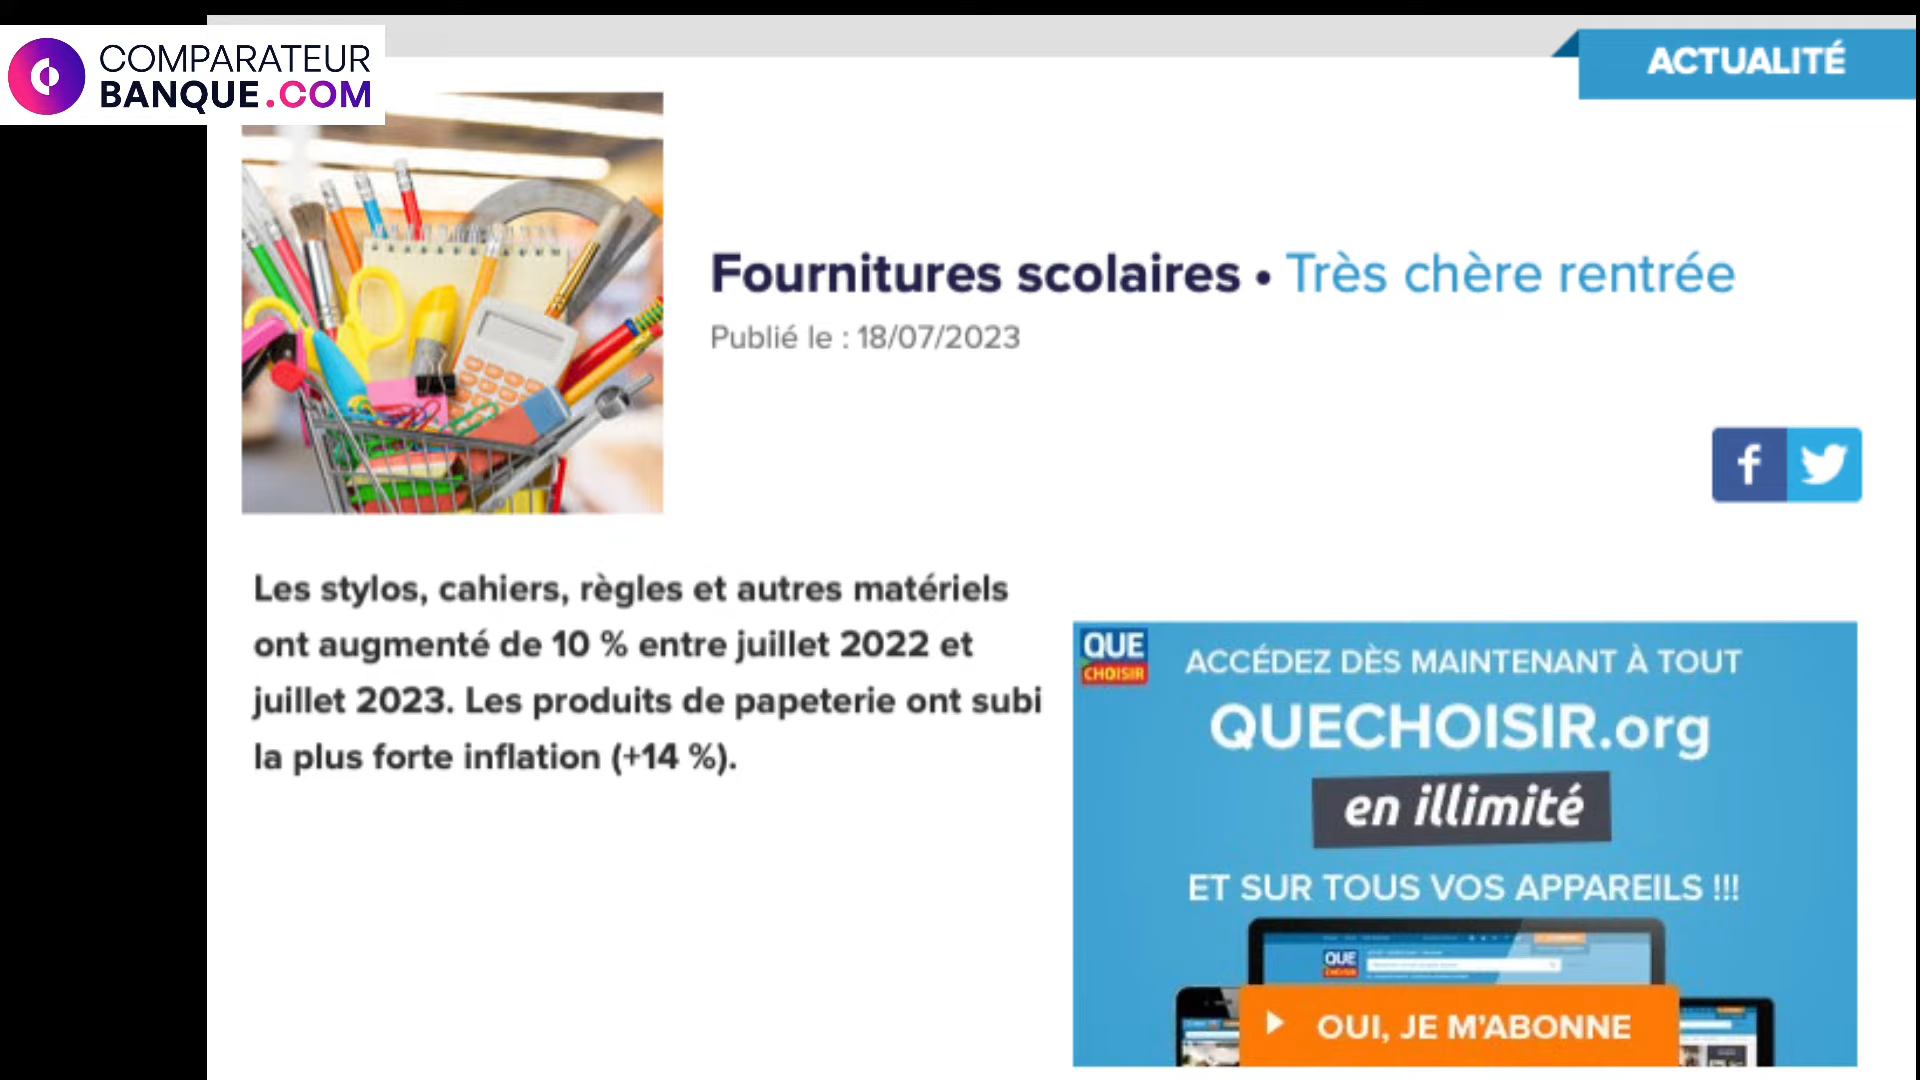 COMPARATEUR
BANQUE.COM
ACTUALITÉ
Fournitures scolaires • Très chère rentrée
Publié le : 18/07/2023
f
Les stylos, cahiers, règles et autres matériels
ont augmenté de 10 % entre juillet 2022 et
juillet 2023. Les produits de papeterie ont subi
la plus forte inflation (+14 %).
QUE
CHOISIR
ACCÉDEZ DÈS MAINTENANT À TOUT
QUECHOISIR.org
en illimité
ET SUR TOUS VOS APPAREILS !!!
QUE
CHOISIR
OUI, JE M'ABONNE